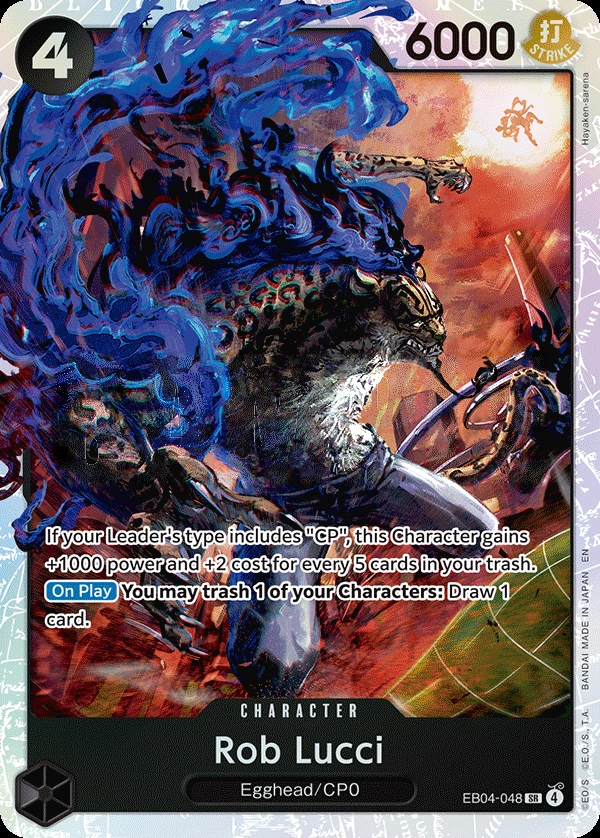 4
6000
打
STRIKE
Hayaken-sarena
If your Leader's type includes "CP", this Character gains
+1000 power and +2 cost for every 5 cards in your trash.
On Play You may trash 1 of your Characters: Draw 1
card.
CHARACTER
Rob Lucci
Egghead/CP0
EB04-048 SR 4
©E.O/S ©E.O./S., T.A. BANDAI MADE IN JAPAN EN